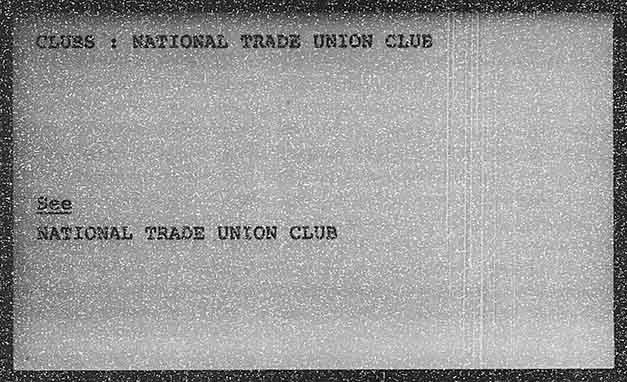 CLUBS : NATIONAL TRADE UNION CLUB
See
NATIONAL TRADE UNION CLUB